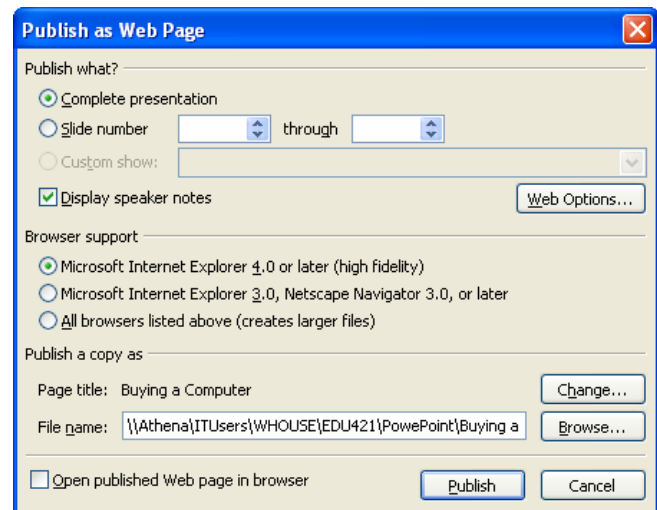 Publish as Web Page
Publish what?
Complete presentation
Slide number through
Custom show:
Display speaker notes Web Options...
Browser support
Microsoft Internet Explorer 4.0 or later (high fidelity)
Microsoft Internet Explorer 3.0, Netscape Navigator 3.0, or later
All browsers listed above (creates larger files)
Publish a copy as
Page title: Buying a Computer Change...
File name: \\Athena\ITUsers\WHOUSE\EDU421\PowePoint\Buying a Browse...
Open published Web page in browser Publish Cancel